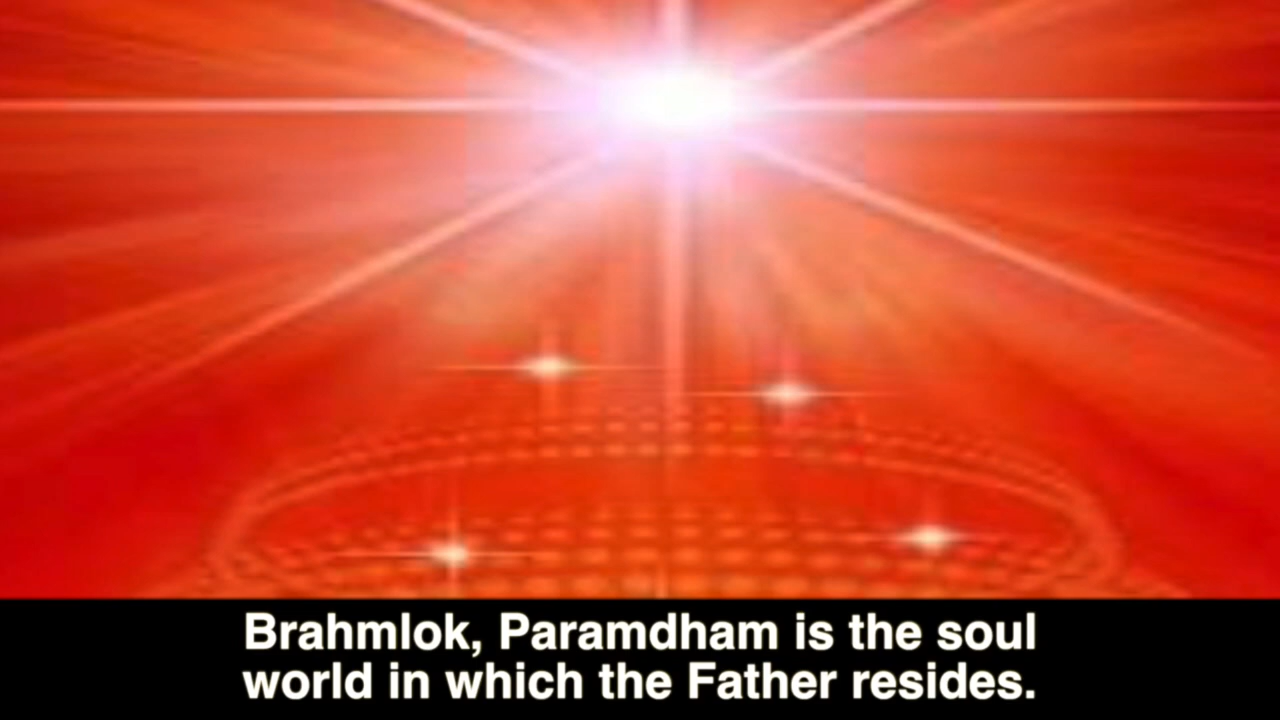 Brahmlok, Paramdham is the soul
world in which the Father resides.